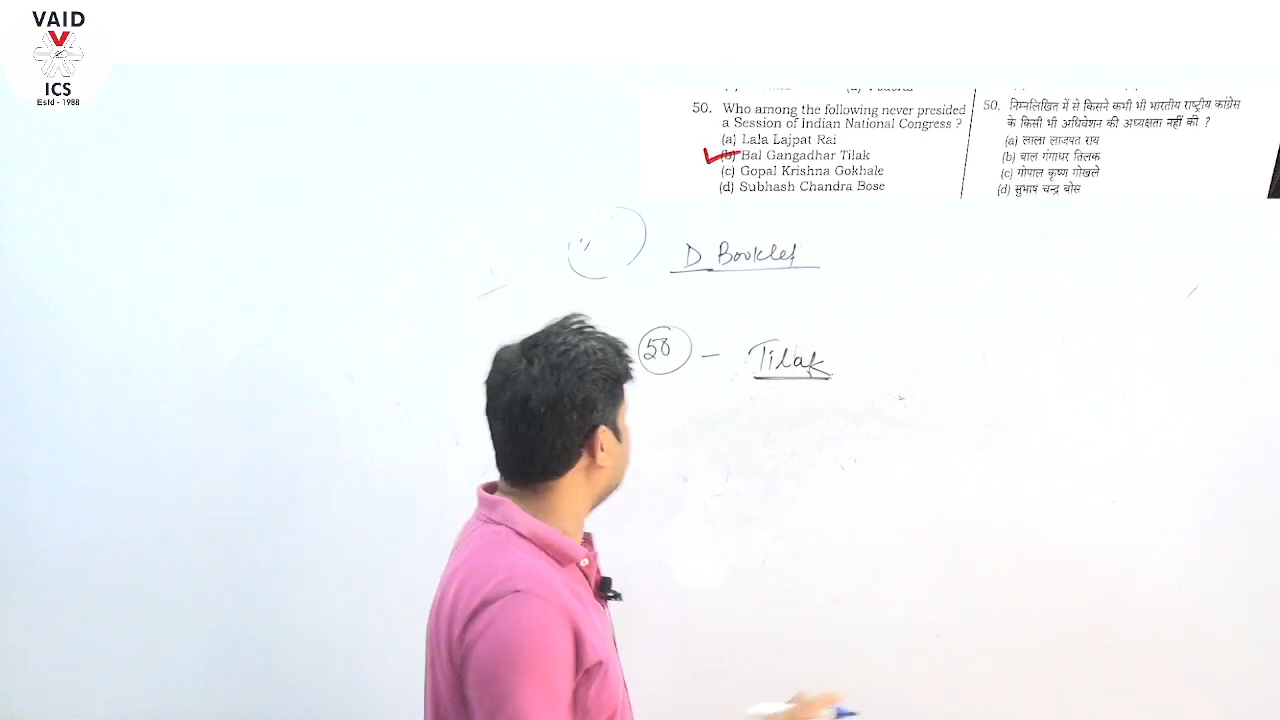 VAID
ICS
Estd - 1988
50. Who among the following never presided
a Session of Indian National Congress ?
(a) Lala Lajpat Rai
(b) Bal Gangadhar Tilak
(c) Gopal Krishna Gokhale
(d) Subhash Chandra Bose
50. निम्नलिखित में से किसने कभी भी भारतीय राष्ट्रीय कांग्रेस
के किसी भी अधिवेशन की अध्यक्षता नहीं की ?
(a) लाला लाजपत राय
(b) बाल गंगाधर तिलक
(c) गोपाल कृष्ण गोखले
(d) सुभाष चन्द्र बोस
D Booklet
50 - Tilak